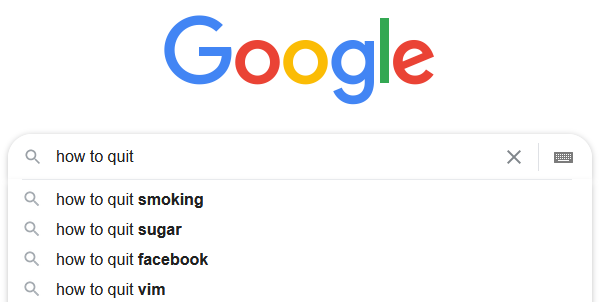 Google
how to quit
how to quit smoking
how to quit sugar
how to quit facebook
how to quit vim